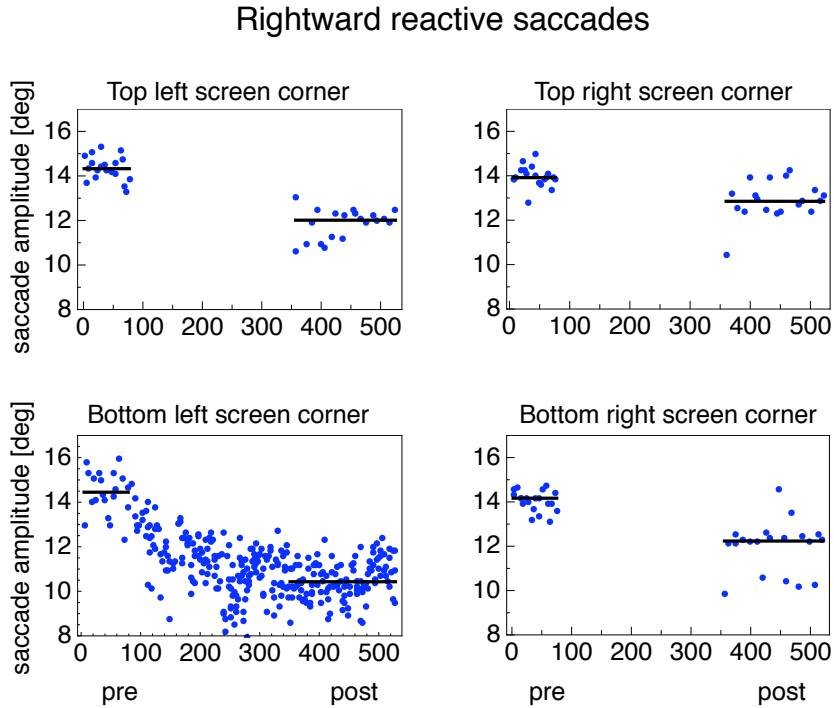 Rightward reactive saccades
Top left screen corner
saccade amplitude [deg]
16
14
12
10
8
0 100 200 300 400 500
Top right screen corner
16
14
12
10
8
0 100 200 300 400 500
Bottom left screen corner
saccade amplitude [deg]
16
14
12
10
8
0 100 200 300 400 500
pre post
Bottom right screen corner
16
14
12
10
8
0 100 200 300 400 500
pre post